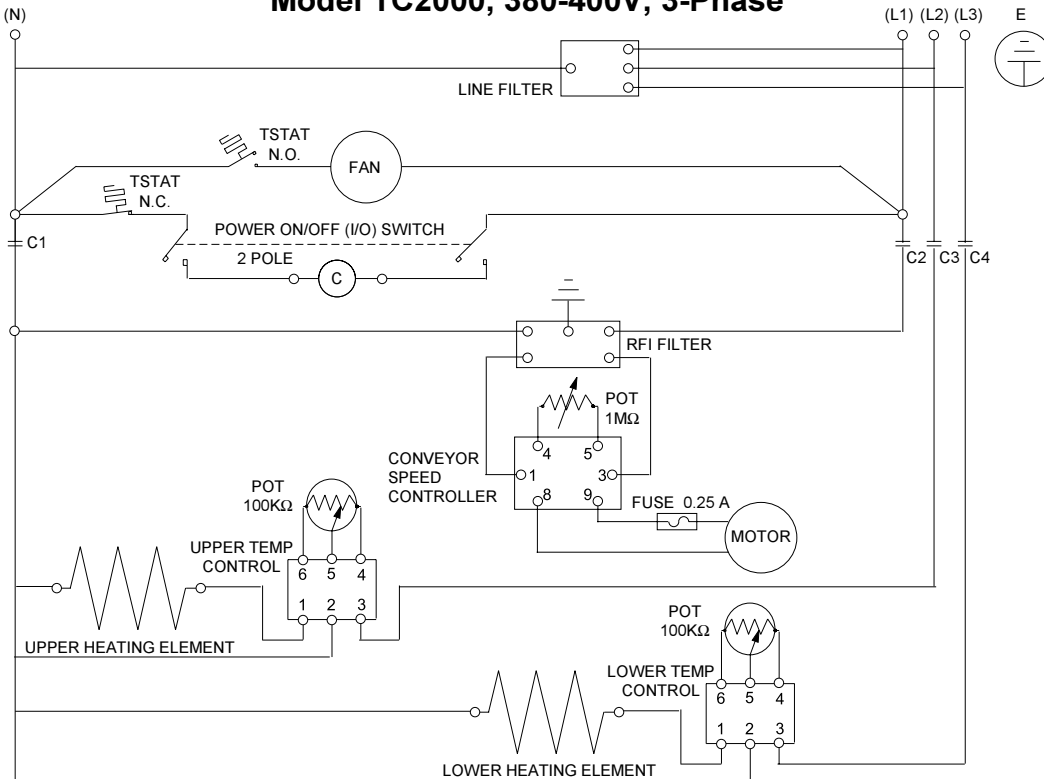 Model TC2000, 380-400V, 3-Phase
(N)
(L1) (L2) (L3) E
LINE FILTER
TSTAT
N.O.
FAN
TSTAT
N.C.
POWER ON/OFF (I/O) SWITCH
2 POLE
C
C1
C2 C3 C4
RFI FILTER
POT
1MΩ
4 5
1 3
8 9
CONVEYOR
SPEED
CONTROLLER
FUSE 0.25 A
MOTOR
POT
100KΩ
UPPER TEMP
CONTROL
6 5 4
1 2 3
UPPER HEATING ELEMENT
POT
100KΩ
LOWER TEMP
CONTROL
6 5 4
1 2 3
LOWER HEATING ELEMENT